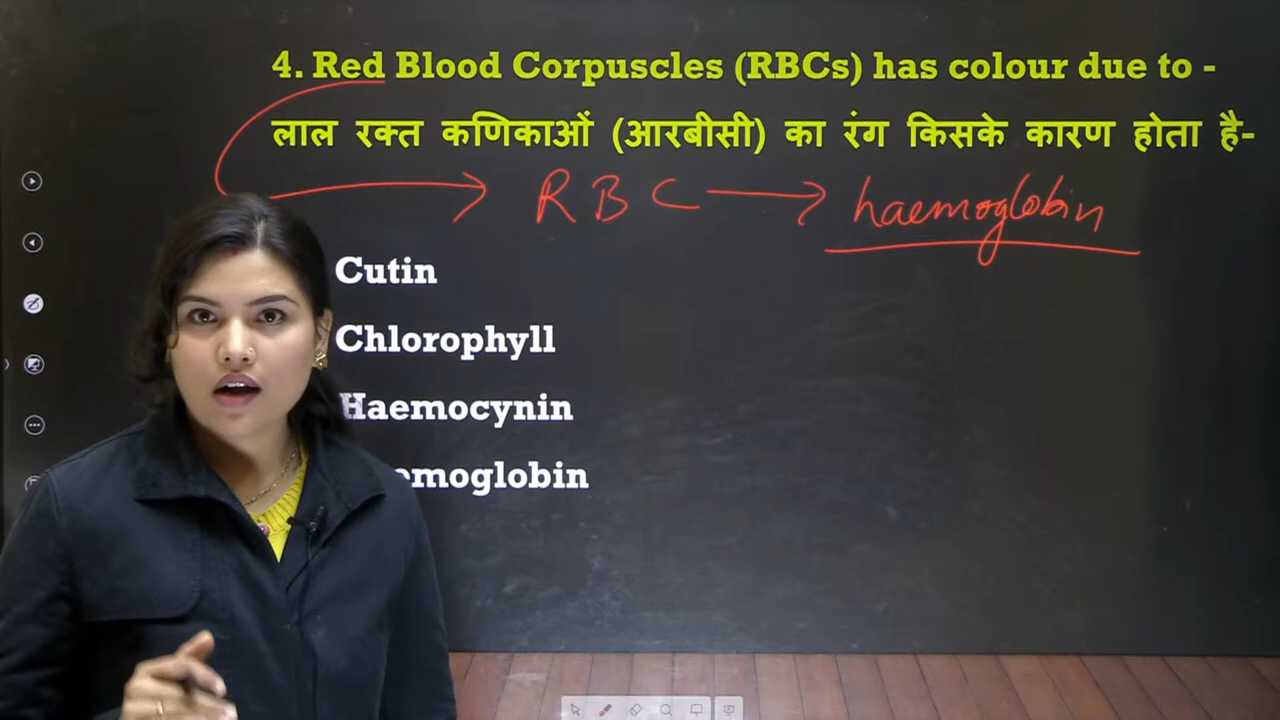 4. Red Blood Corpuscles (RBCs) has colour due to -
लाल रक्त कणिकाओं (आरबीसी) का रंग किसके कारण होता है-
RBC → haemoglobin
Cutin
Chlorophyll
Haemocynin
emoglobin